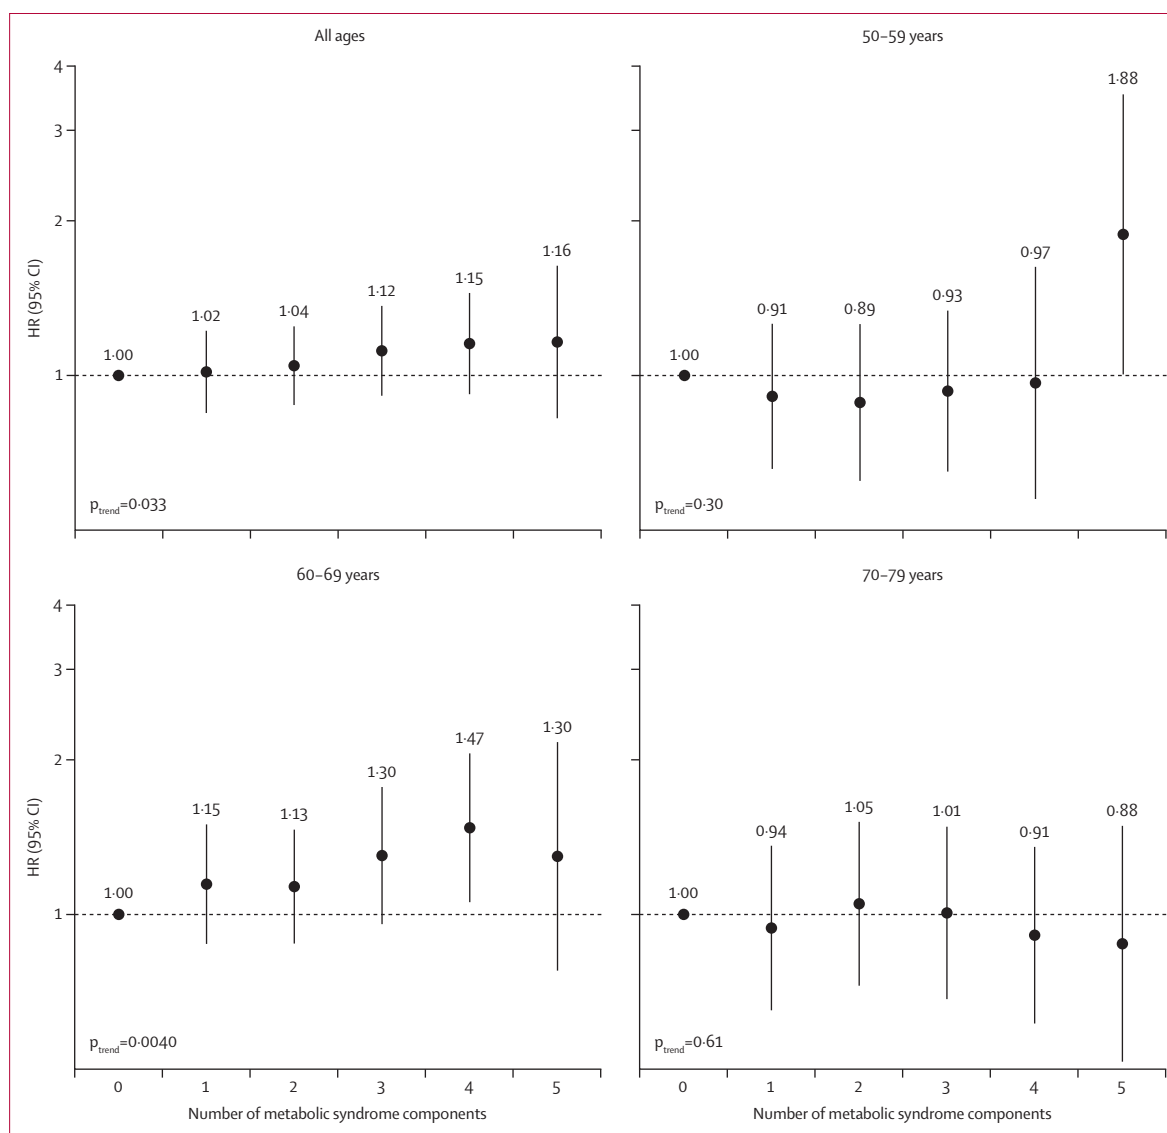 All ages
50–59 years
4
3
2
1
HR (95% CI)
1·00
1·02
1·04
1·12
1·15
1·16
p trend=0·033
1·00
0·91
0·89
0·93
0·97
1·88
p trend=0·30
60–69 years
70–79 years
4
3
2
1
HR (95% CI)
1·00
1·15
1·13
1·30
1·47
1·30
p trend=0·0040
1·00
0·94
1·05
1·01
0·91
0·88
p trend=0·61
0 1 2 3 4 5
Number of metabolic syndrome components
0 1 2 3 4 5
Number of metabolic syndrome components